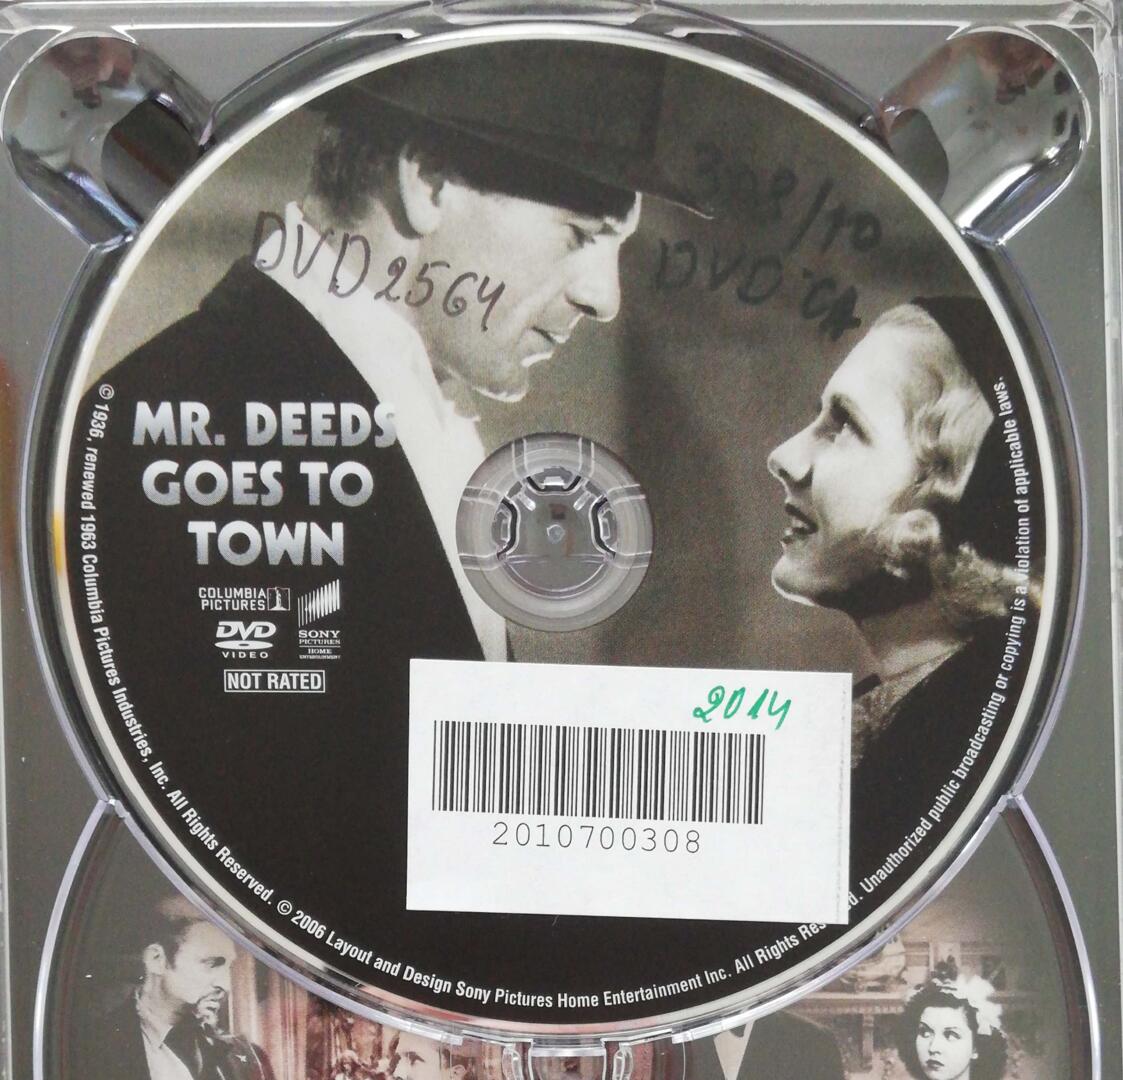 308/10
DVD CA
DVD 2564
MR. DEEDS
GOES TO
TOWN
COLUMBIA
PICTURES
DVD
VIDEO
SONY
PICTURES
HOME
ENTERTAINMENT
NOT RATED
2014
2010700308
© 1936, renewed 1963 Columbia Pictures Industries, Inc. All Rights Reserved. © 2006 Layout and Design Sony Pictures Home Entertainment Inc. All Rights Res d. Unauthorized public broadcasting or copying is a violation of applicable laws.